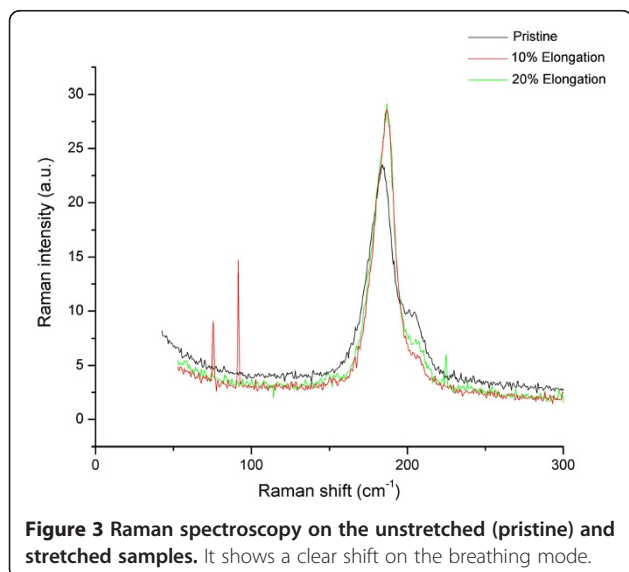 Pristine
10% Elongation
20% Elongation
30
25
20
15
10
5
0
Raman intensity (a.u.)
0
100
200
300
Raman shift (cm⁻¹)
Figure 3 Raman spectroscopy on the unstretched (pristine) and
stretched samples. It shows a clear shift on the breathing mode.